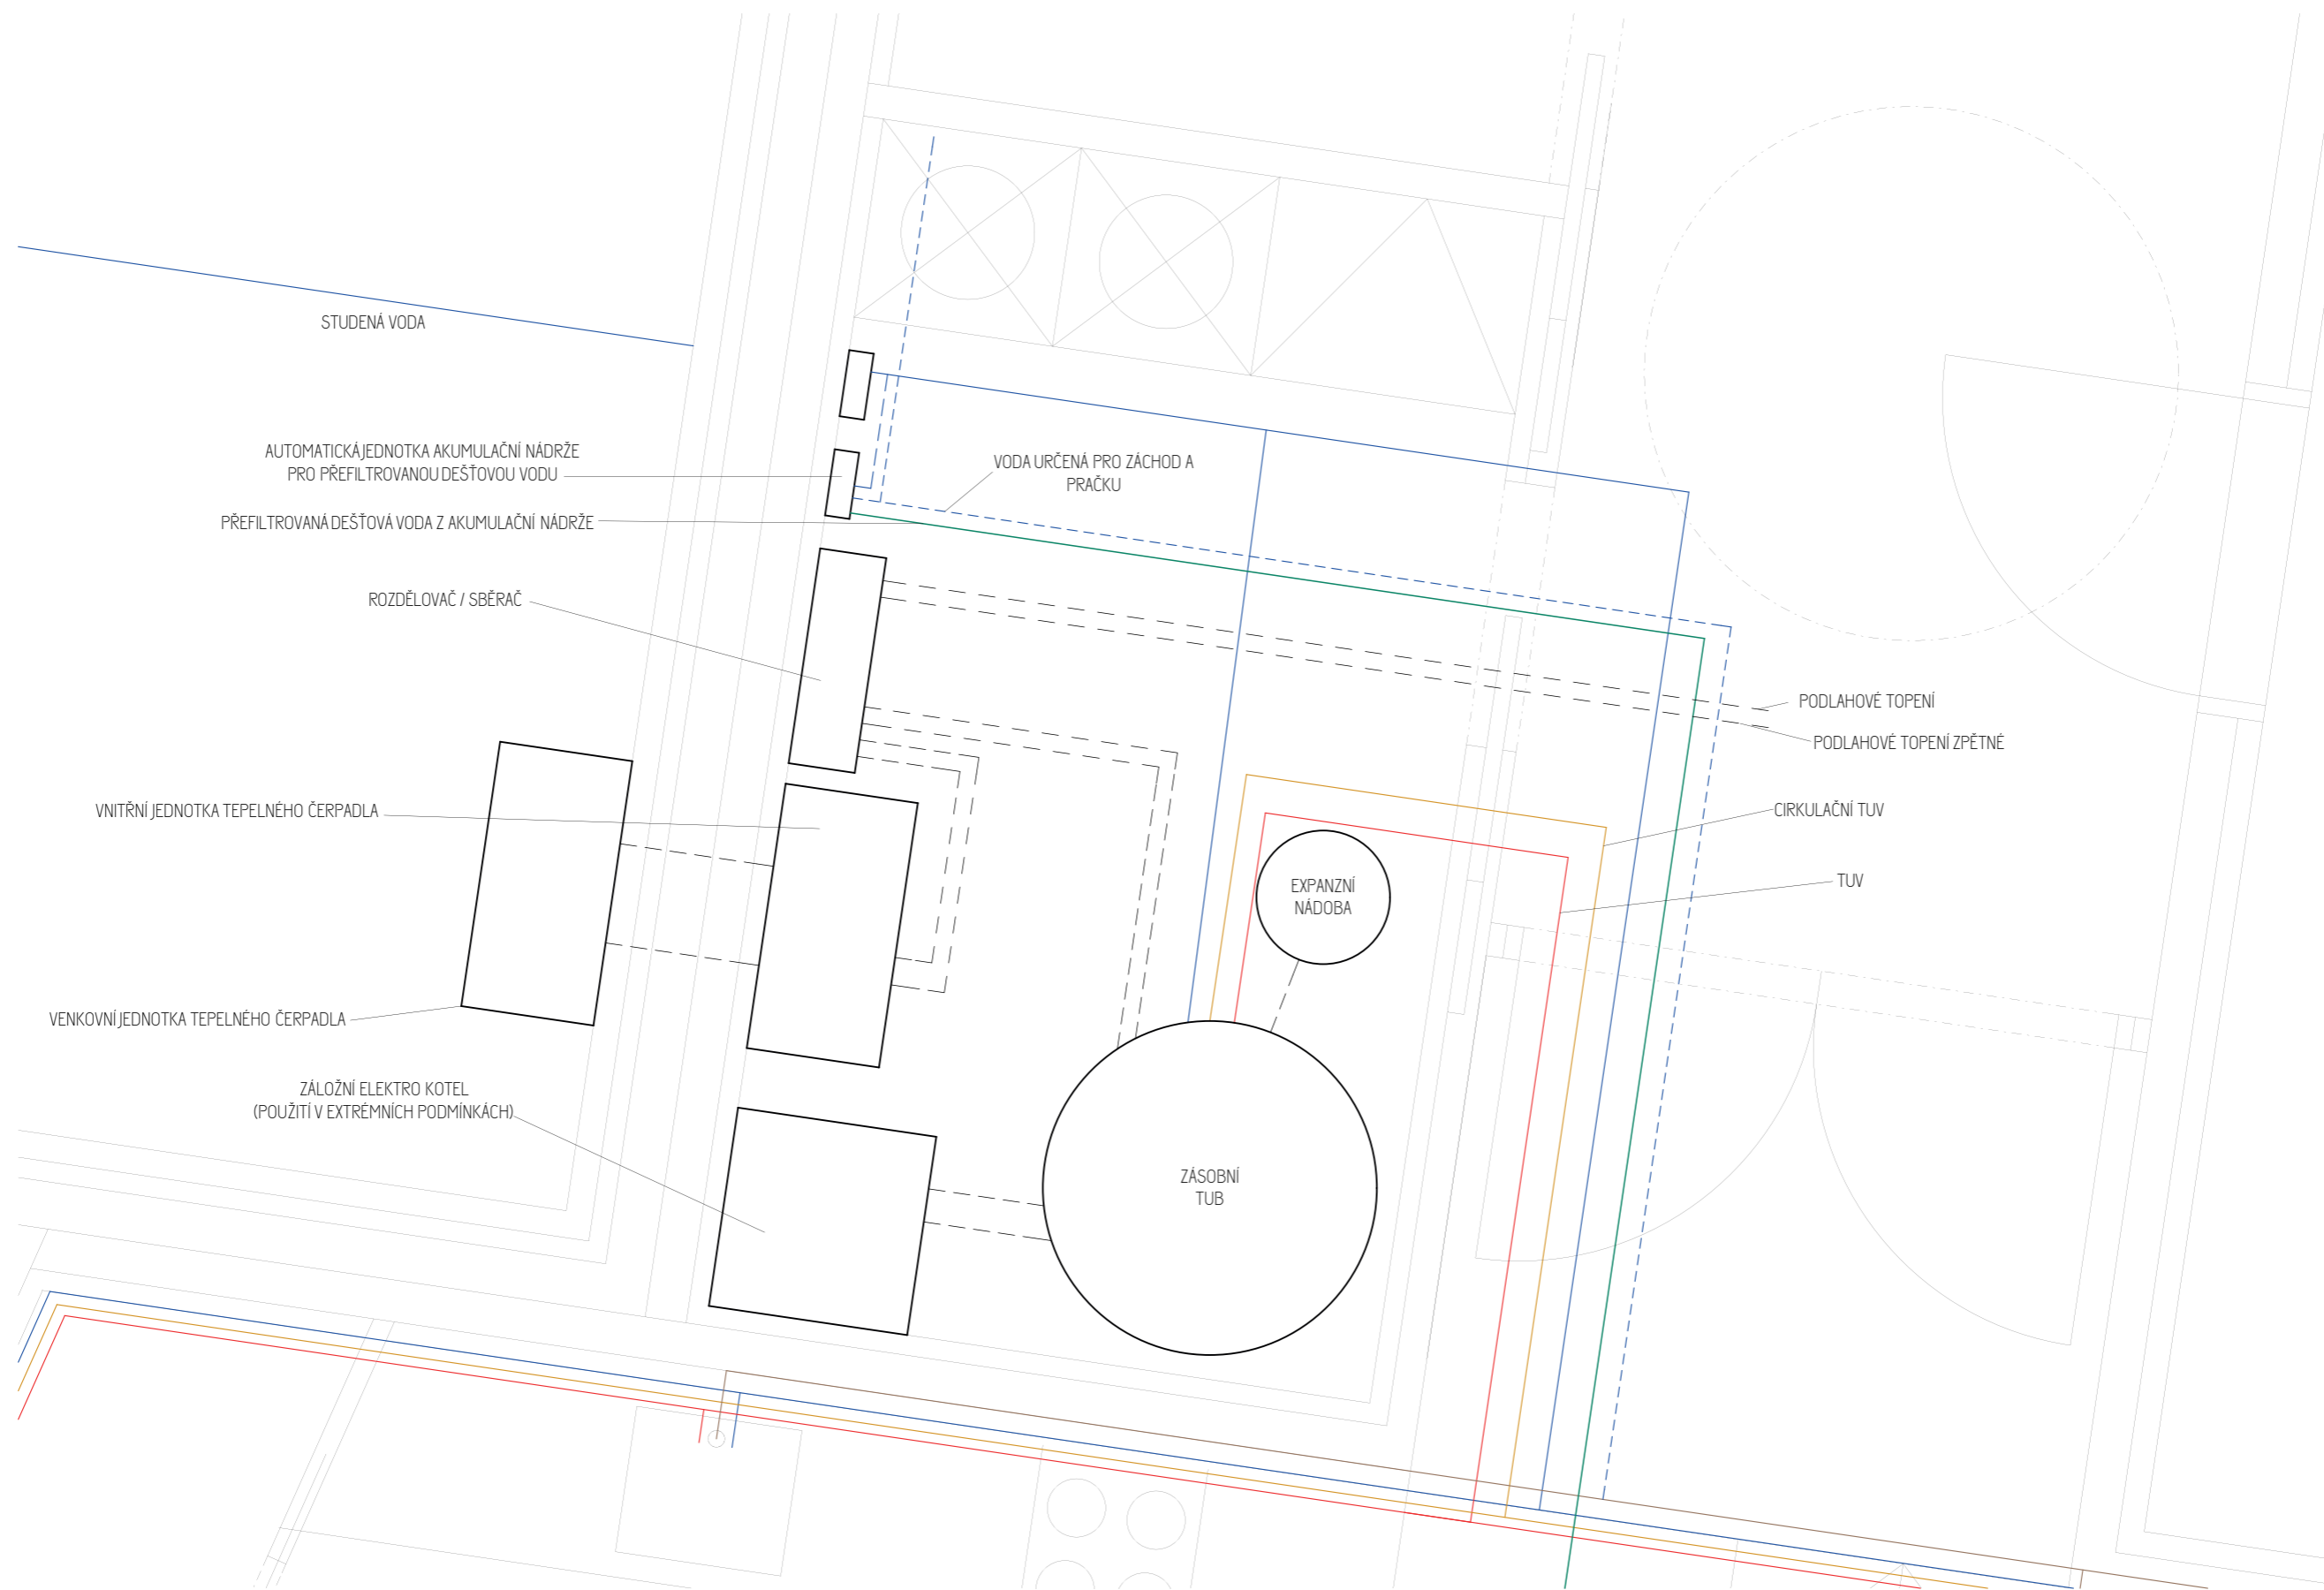 STUDENÁ VODA
AUTOMATICKÁ JEDNOTKA AKUMULAČNÍ NÁDRŽE
PRO PŘEFILTROVANOU DEŠŤOVOU VODU
VODA URČENÁ PRO ZÁCHOD A
PRAČKU
PŘEFILTROVANÁ DEŠŤOVÁ VODA Z AKUMULAČNÍ NÁDRŽE
ROZDĚLOVAČ / SBĚRAČ
PODLAHOVÉ TOPENÍ
PODLAHOVÉ TOPENÍ ZPĚTNÉ
VNITŘNÍ JEDNOTKA TEPELNÉHO ČERPADLA
CIRKULAČNÍ TUV
TUV
EXPANZNÍ
NÁDOBA
VENKOVNÍ JEDNOTKA TEPELNÉHO ČERPADLA
ZÁLOŽNÍ ELEKTRO KOTEL
(POUŽITÍ V EXTRÉMNÍCH PODMÍNKÁCH)
ZÁSOBNÍ
TUB